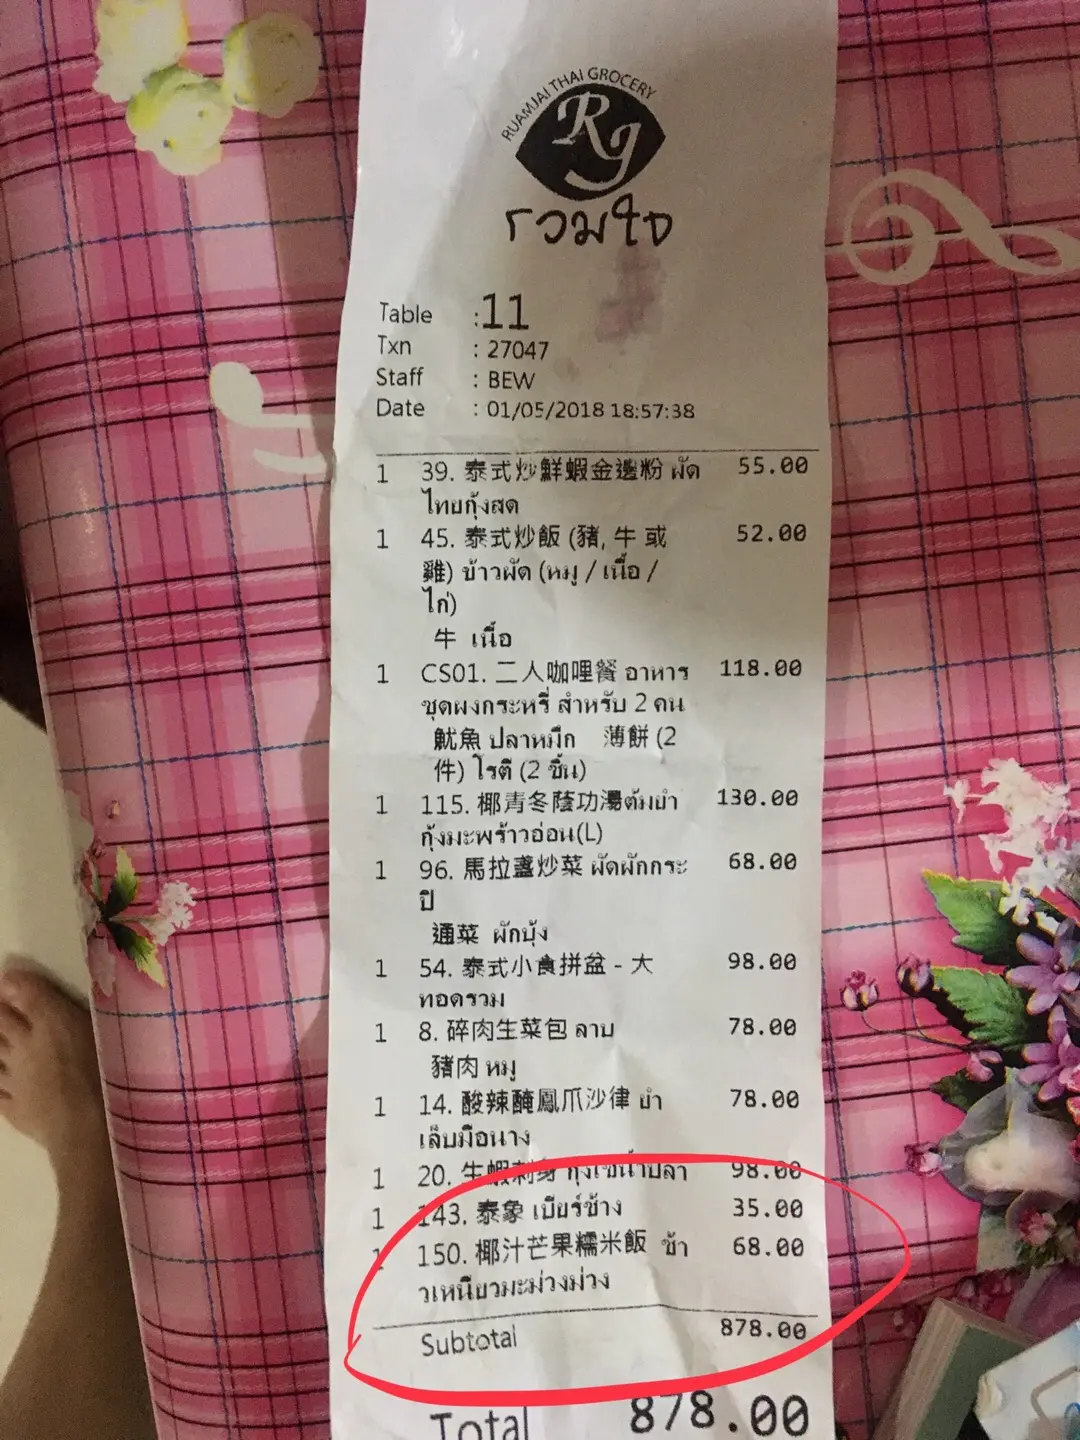 RUAMJAI THAI GROCERY
RJ
รวมใจ
Table : 11
Txn : 27047
Staff : BEW
Date : 01/05/2018 18:57:38
1 39. 泰式炒鮮蝦金邊粉 ผัด 55.00
ไทยกุ้งสด
1 45. 泰式炒飯 (豬, 牛 或 52.00
雞) ข้าวผัด (หมู / เนื้อ /
ไก่)
牛 เนื้อ
1 CS01. 二人咖哩餐 อาหาร 118.00
ชุดผงกระหรี่ สำหรับ 2 คน
魷魚 ปลาหมึก 薄餅 (2
件) โรตี (2 ชิ้น)
1 115. 椰青冬蔭功湯ต้มยำ 130.00
กุ้งมะพร้าวอ่อน(L)
1 96. 馬拉盞炒菜 ผัดผักกระ 68.00
ปิ
通菜 ผักบุ้ง
1 54. 泰式小食拼盆 - 大 98.00
ทอดรวม
1 8. 碎肉生菜包 ลาบ 78.00
豬肉 หมู
1 14. 酸辣醃鳳爪沙律 ยำ 78.00
เล็บมือนาง
1 20. 生蝦刺身 กุ้งแช่น้ำปลา 98.00
1 143. 泰象 เบียร์ช้าง 35.00
1 150. 椰汁芒果糯米飯 ข้า 68.00
วเหนียวมะม่วงม่วง
Subtotal 878.00
Total 878.00